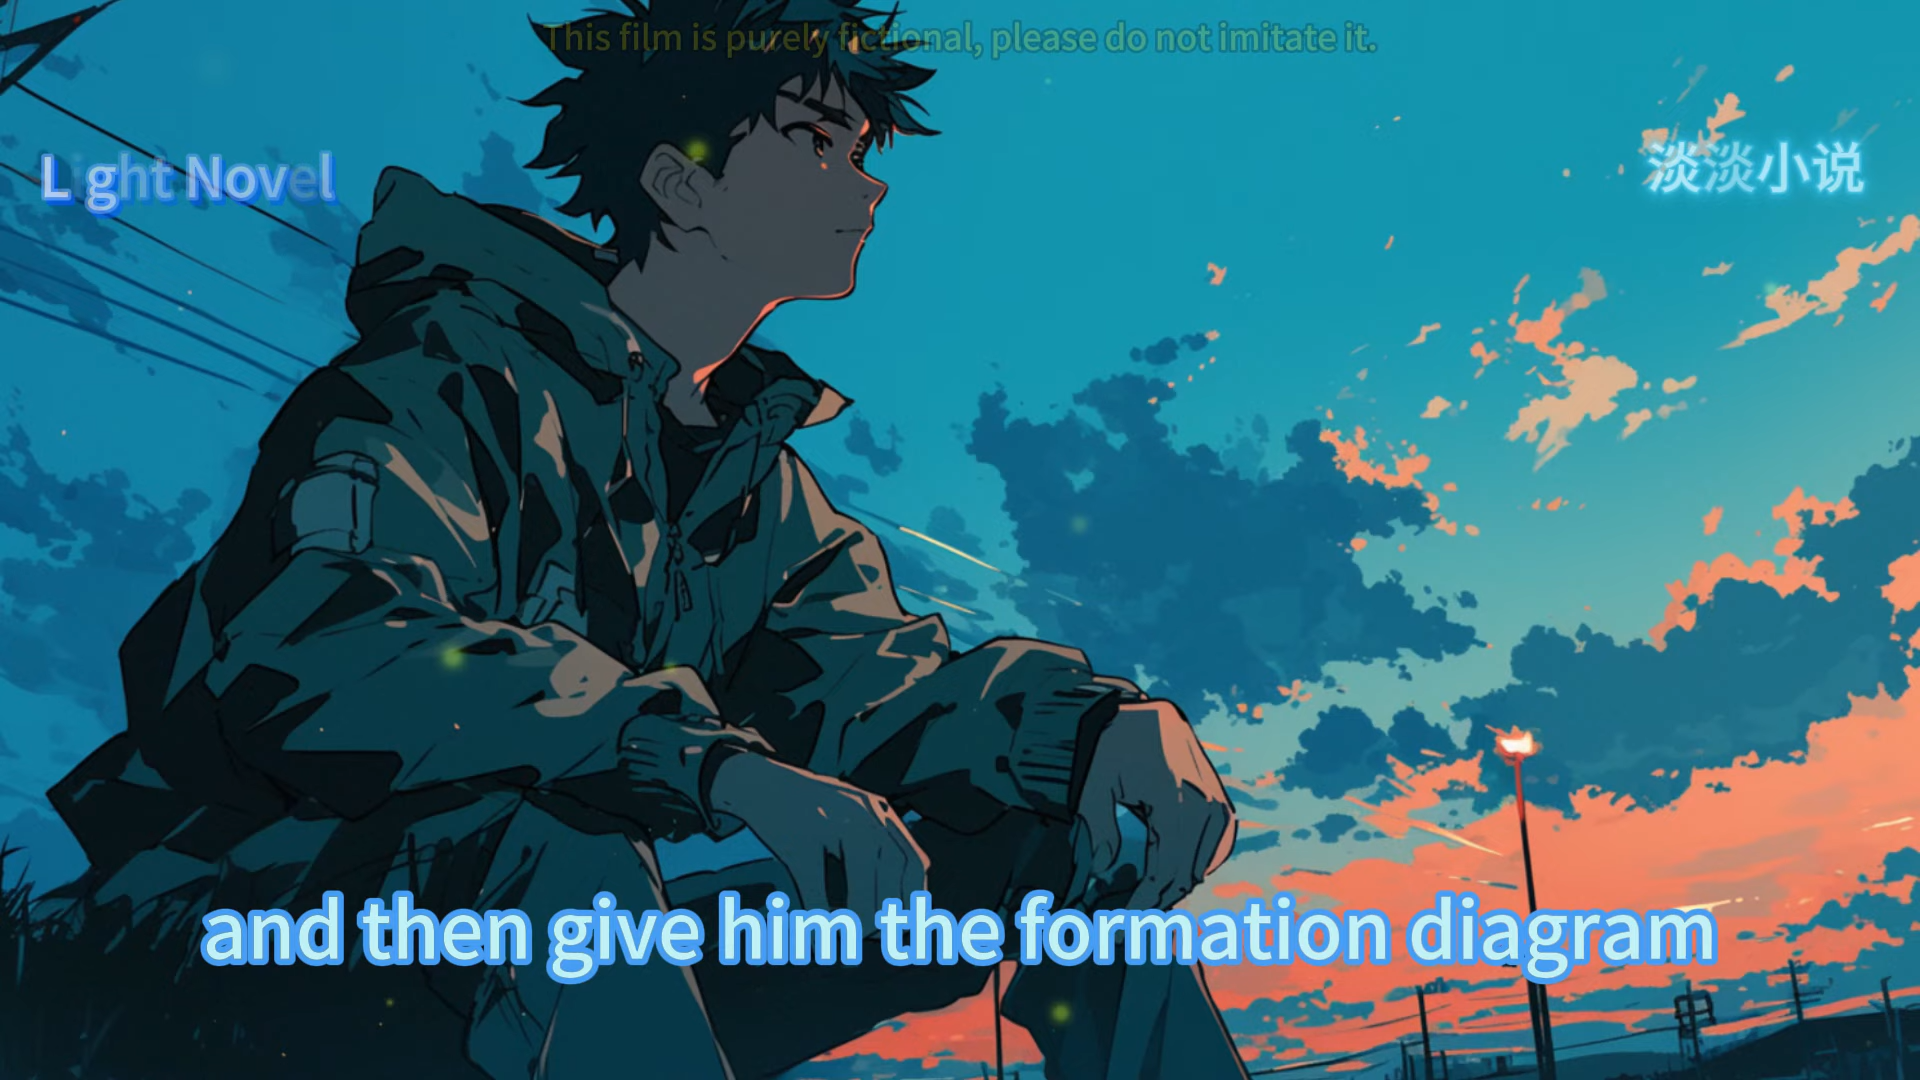 This film is purely fictional, please do not imitate it.
Light Novel
淡淡小说
and then give him the formation diagram